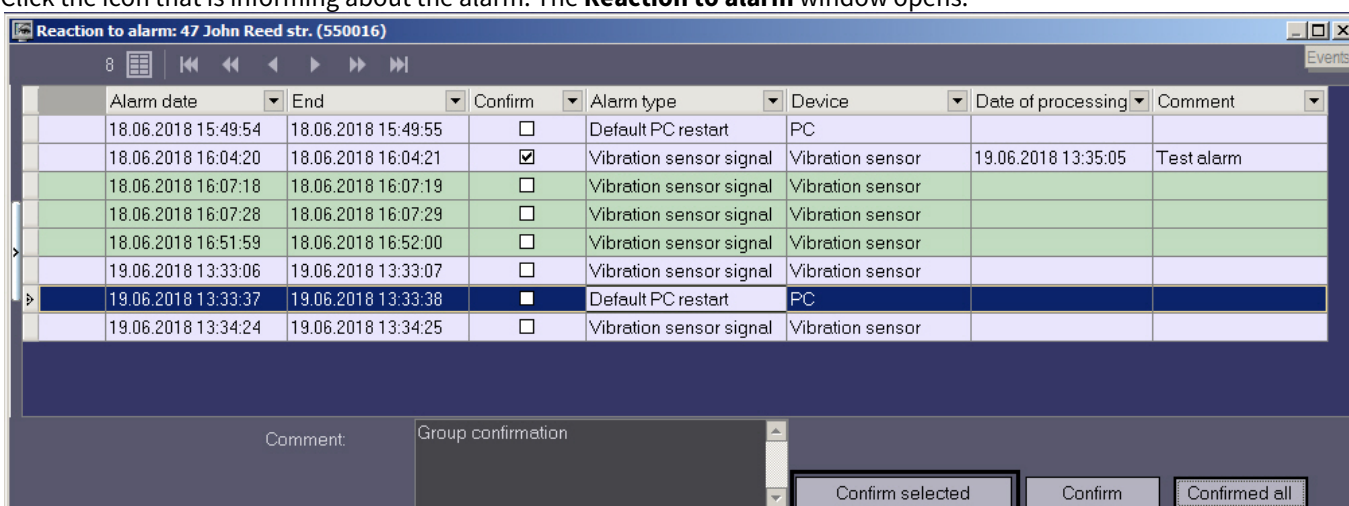 Click the icon that is informing about the alarm. The Reaction to alarm window opens.
Reaction to alarm: 47 John Reed str. (550016)
8
Events
Alarm date End Confirm Alarm type Device Date of processing Comment
18.06.2018 15:49:54 18.06.2018 15:49:55 Default PC restart PC
18.06.2018 16:04:20 18.06.2018 16:04:21 Vibration sensor signal Vibration sensor 19.06.2018 13:35:05 Test alarm
18.06.2018 16:07:18 18.06.2018 16:07:19 Vibration sensor signal Vibration sensor
18.06.2018 16:07:28 18.06.2018 16:07:29 Vibration sensor signal Vibration sensor
18.06.2018 16:51:59 18.06.2018 16:52:00 Vibration sensor signal Vibration sensor
19.06.2018 13:33:06 19.06.2018 13:33:07 Vibration sensor signal Vibration sensor
19.06.2018 13:33:37 19.06.2018 13:33:38 Default PC restart PC
19.06.2018 13:34:24 19.06.2018 13:34:25 Vibration sensor signal Vibration sensor
Comment: Group confirmation
Confirm selected Confirm Confirmed all